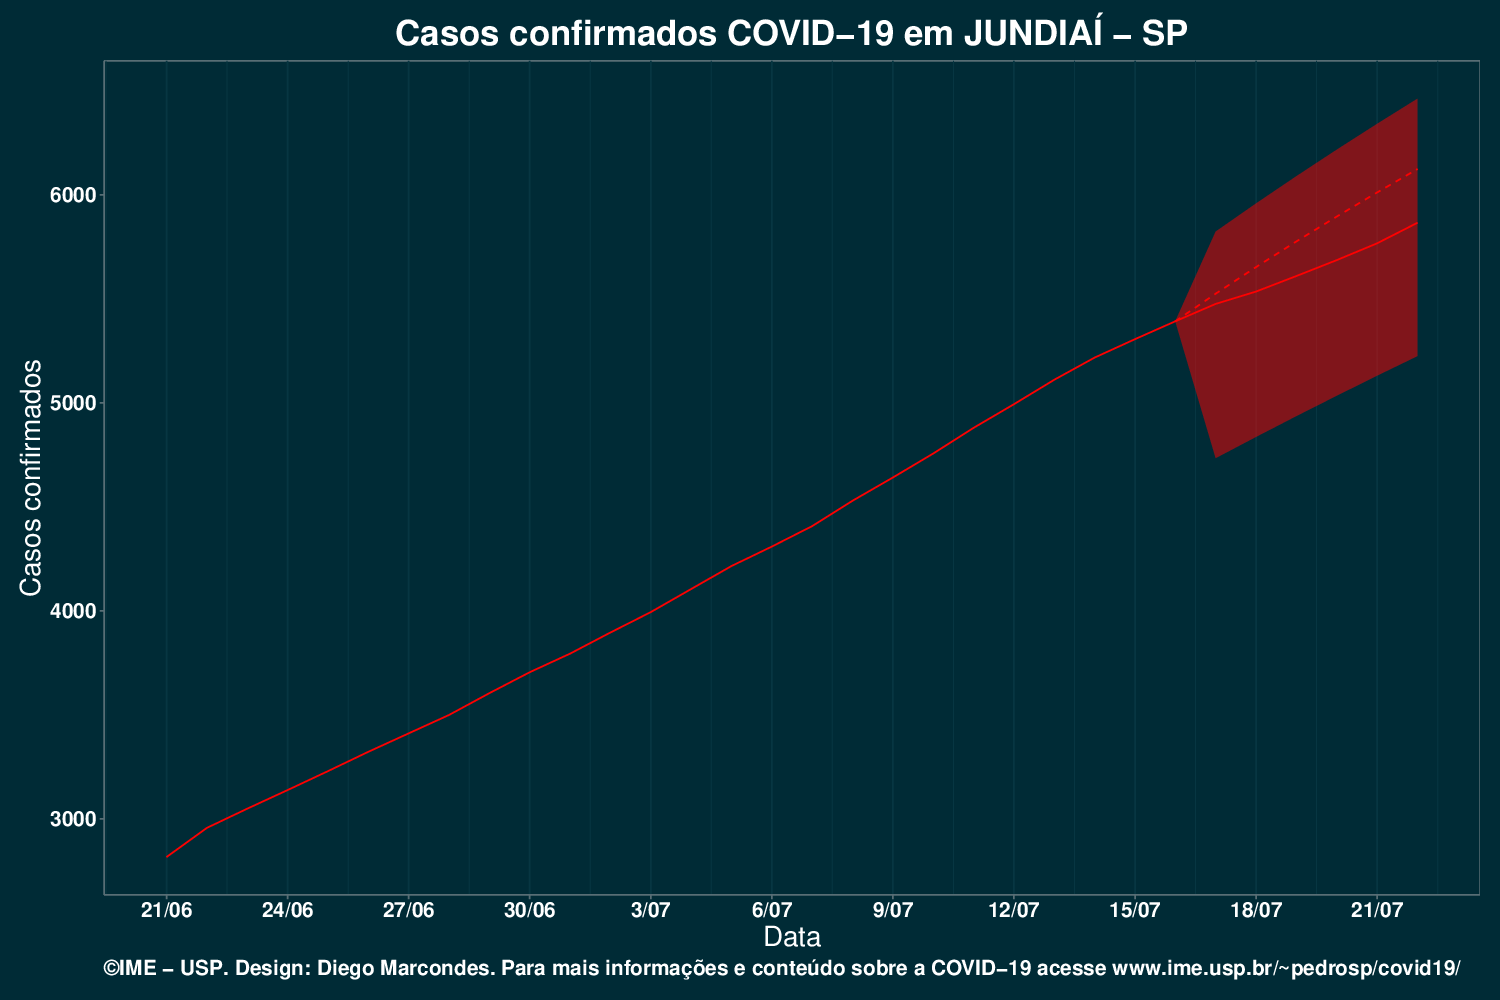 Casos confirmados COVID−19 em JUNDIAÍ − SP
Casos confirmados
6000
5000
4000
3000
21/06 24/06 27/06 30/06 3/07 6/07 9/07 12/07 15/07 18/07 21/07
Data
©IME − USP. Design: Diego Marcondes. Para mais informações e conteúdo sobre a COVID−19 acesse www.ime.usp.br/~pedrosp/covid19/